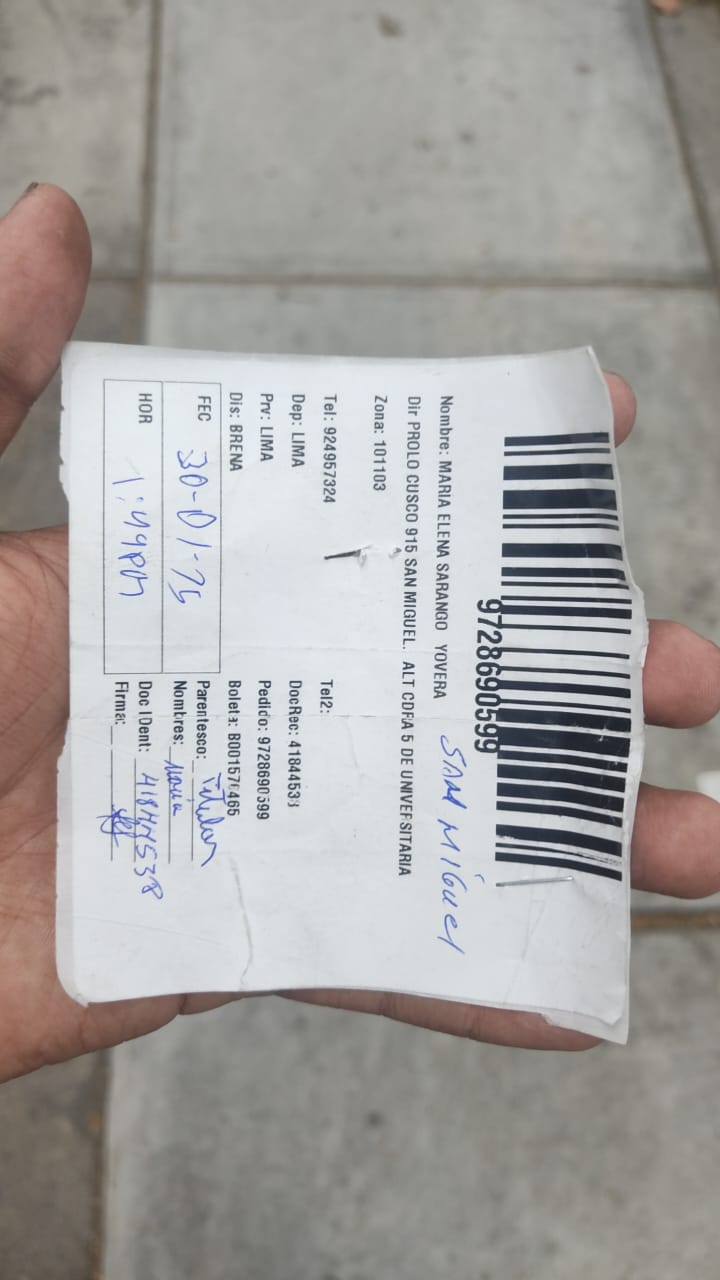 9728690599
Nombre: MARIA ELENA SARANGO YOVERA
SAN MIGUEL
Dir PROLO CUSCO 915 SAN MIGUEL. ALT CDRA 5 DE UNIVERSITARIA
Zona: 101103
Tel: 924957324 Tel2:
Dep: LIMA DocRec: 41844538
Prv: LIMA Pedido: 9728690599
Dis: BRENA Boleta: B001576465
FEC 30-01-25 Parentesco: Titular
Nombres: Maria
HOR 1:49PM Doc IDent: 41844538
Firma: